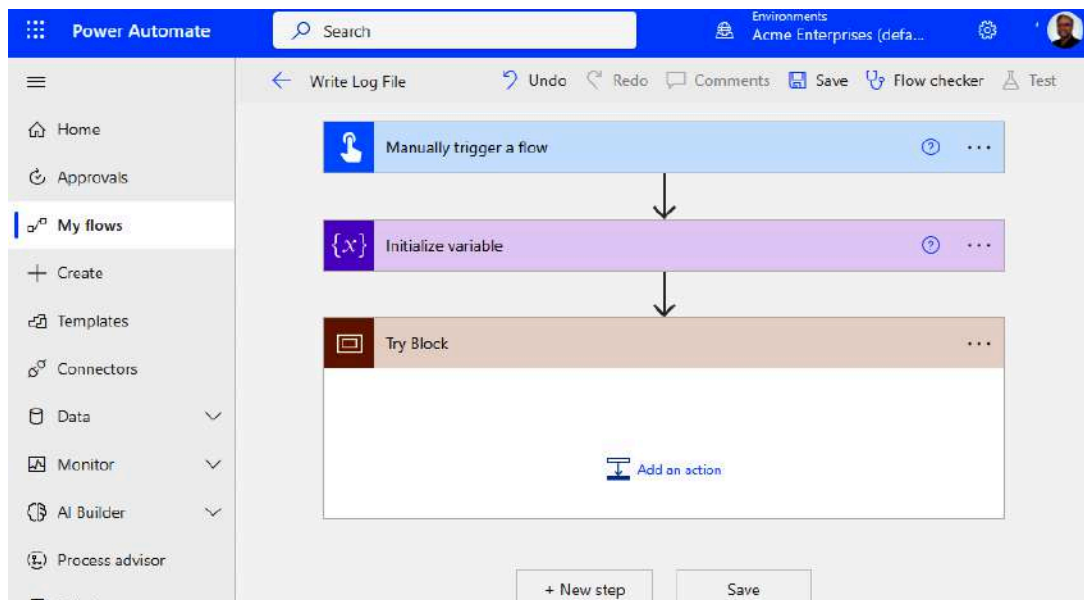 Power Automate
Search
Environments
Acme Enterprises (defa...
Write Log File
Undo
Redo
Comments
Save
Flow checker
Test
Home
Approvals
My flows
Create
Templates
Connectors
Data
Monitor
AI Builder
Process advisor
Manually trigger a flow
{x} Initialize variable
Try Block
Add an action
+ New step
Save